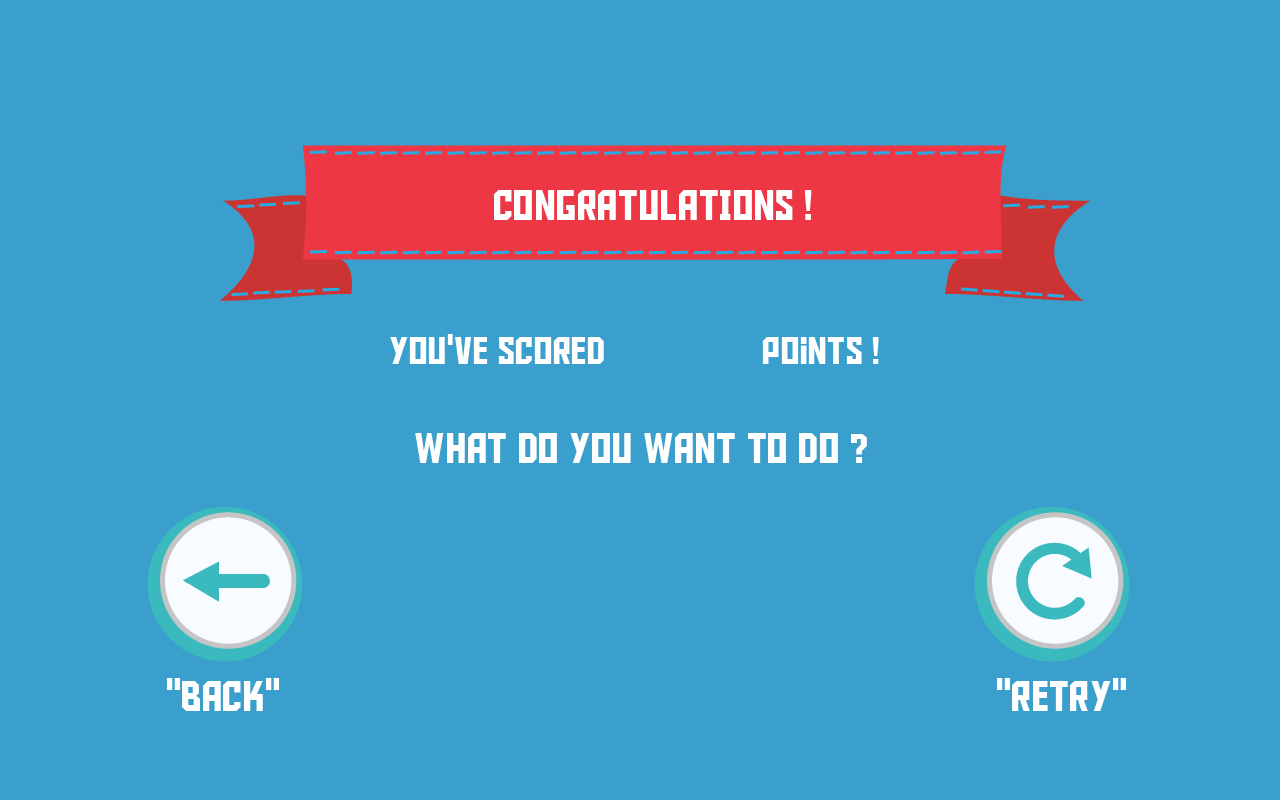 CONGRATULATIONS !
YOU'VE SCORED POiNTS !
WHAT DO YOU WANT TO DO ?
"BACK" "RETRY"